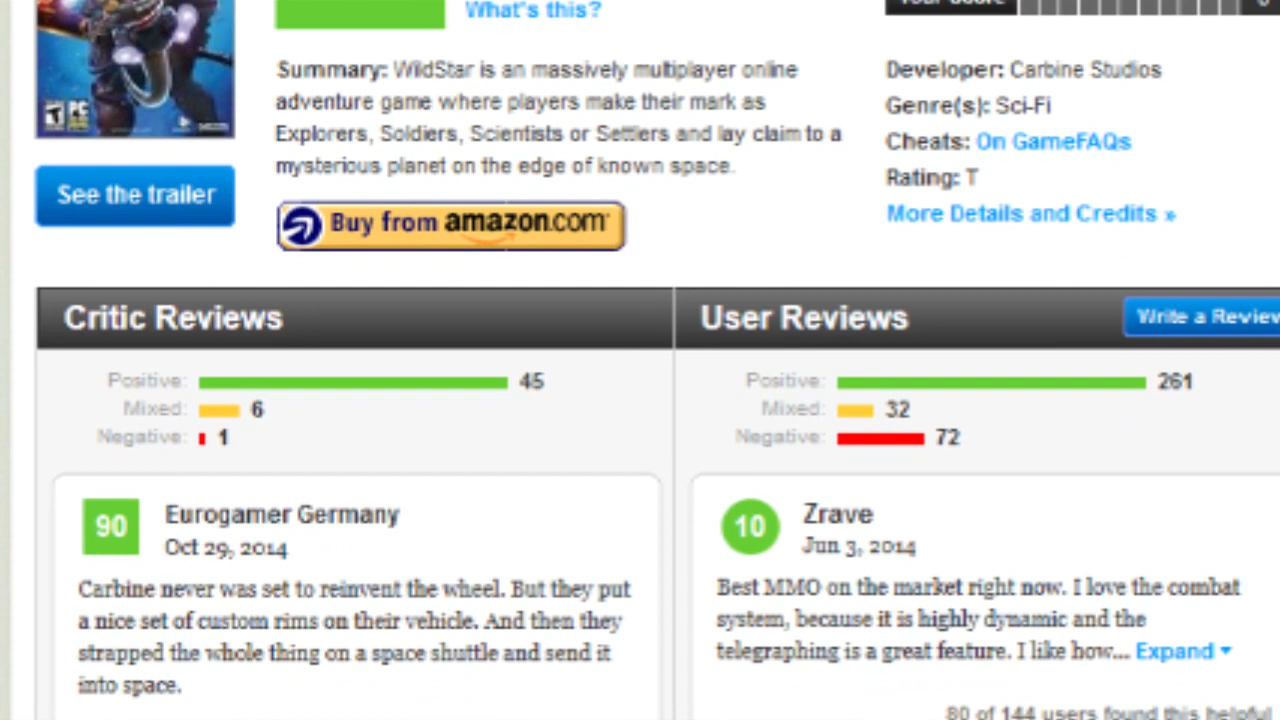 What's this?
Your Score
0
Summary: WildStar is an massively multiplayer online
adventure game where players make their mark as
Explorers, Soldiers, Scientists or Settlers and lay claim to a
mysterious planet on the edge of known space.
Developer: Carbine Studios
Genre(s): Sci-Fi
Cheats: On GameFAQs
Rating: T
More Details and Credits »
T PC
See the trailer
Buy from amazon.com
Critic Reviews
Positive: 45
Mixed: 6
Negative: 1
90
Eurogamer Germany
Oct 29, 2014
Carbine never was set to reinvent the wheel. But they put
a nice set of custom rims on their vehicle. And then they
strapped the whole thing on a space shuttle and send it
into space.
User Reviews
Write a Review
Positive: 261
Mixed: 32
Negative: 72
10
Zrave
Jun 3, 2014
Best MMO on the market right now. I love the combat
system, because it is highly dynamic and the
telegraphing is a great feature. I like how... Expand
80 of 144 users found this helpful